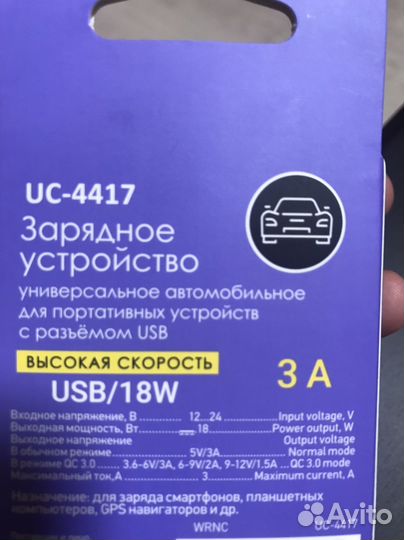 UC-4417
Зарядное
устройство
универсальное автомобильное
для портативных устройств
с разъёмом USB
ВЫСОКАЯ СКОРОСТЬ
3 А
USB/18W
Входное напряжение, В 12...24 Input voltage, V
Выходная мощность, Вт 18 Power output, W
Выходное напряжение Output voltage
В обычном режиме 5V/3A Normal mode
В режиме QC 3.0 3.6-6V/3A, 6-9V/2A, 9-12V/1.5A ... QC 3.0 mode
Максимальный ток,А 3 Maximum current, A
Назначение: для заряда смартфонов, планшетных
компьютеров, GPS навигаторов и др.
WRNC UC-4417
Avito